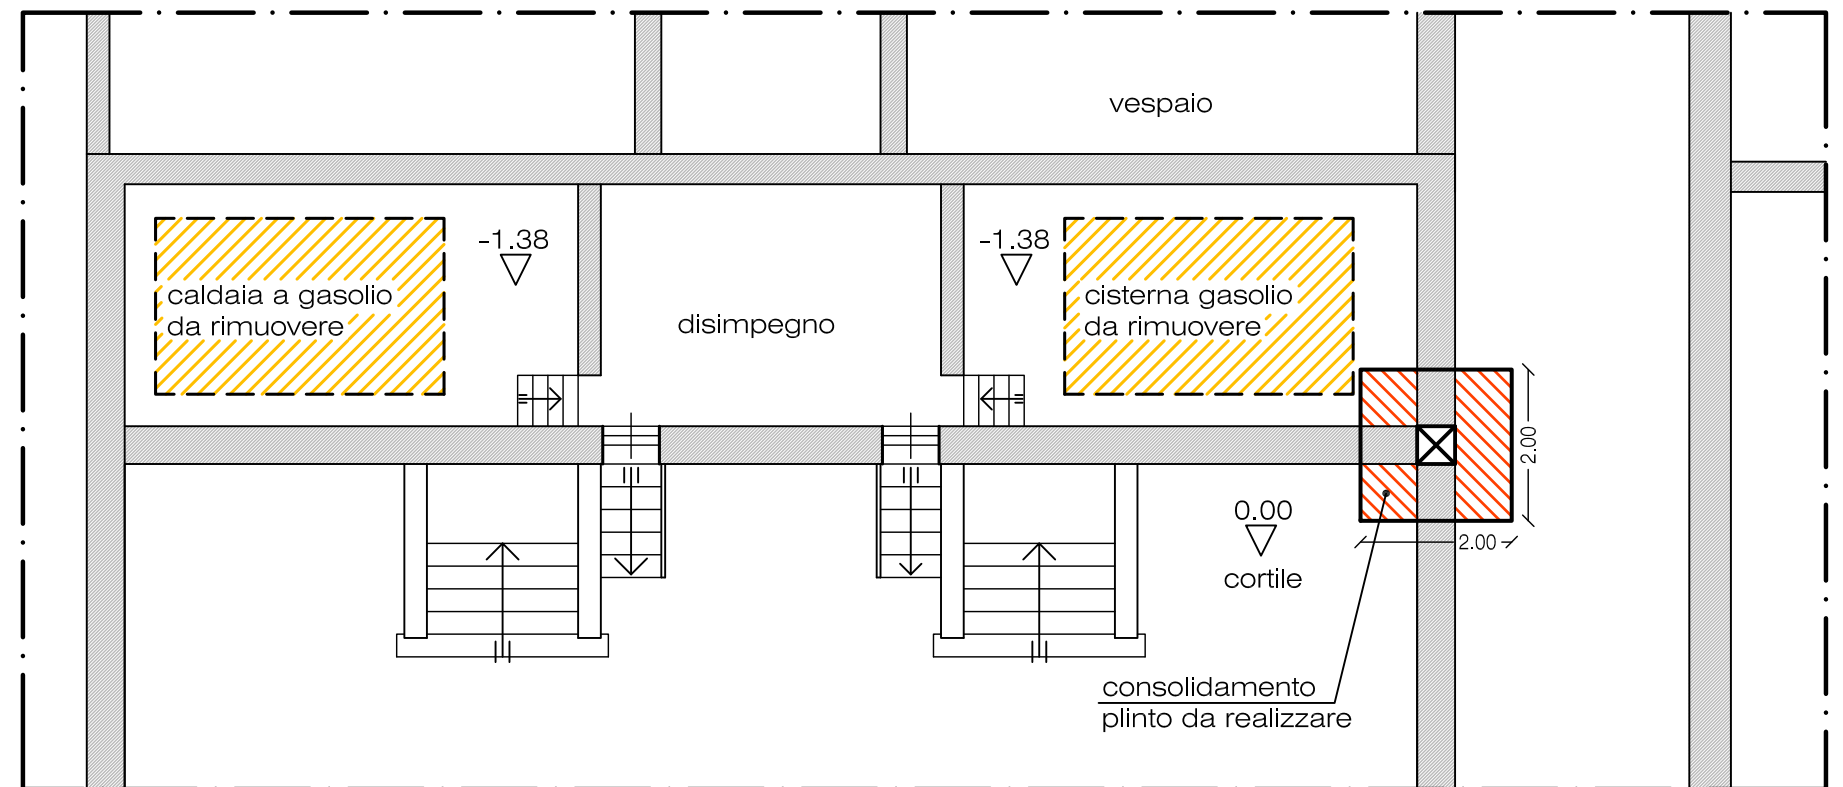 vespaio
-1.38
-1.38
caldaia a gasolio
da rimuovere
cisterna gasolio
da rimuovere
disimpegno
2.00
0.00
2.00
cortile
consolidamento
plinto da realizzare